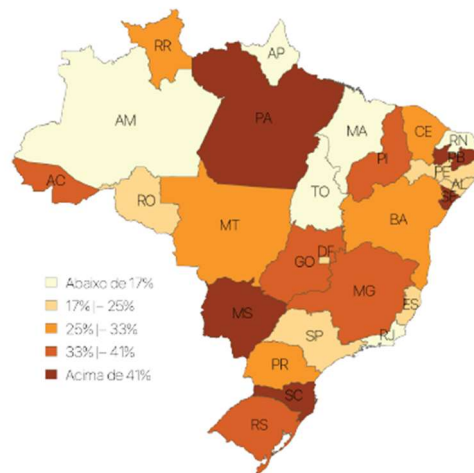 RR
AP
AM
PA
MA
CE
RN
PB
PE
AL
SE
PI
AC
RO
TO
BA
MT
DF
GO
MG
ES
MS
SP
RJ
PR
SC
RS
Abaixo de 17%
17% |– 25%
25% |– 33%
33% |– 41%
Acima de 41%